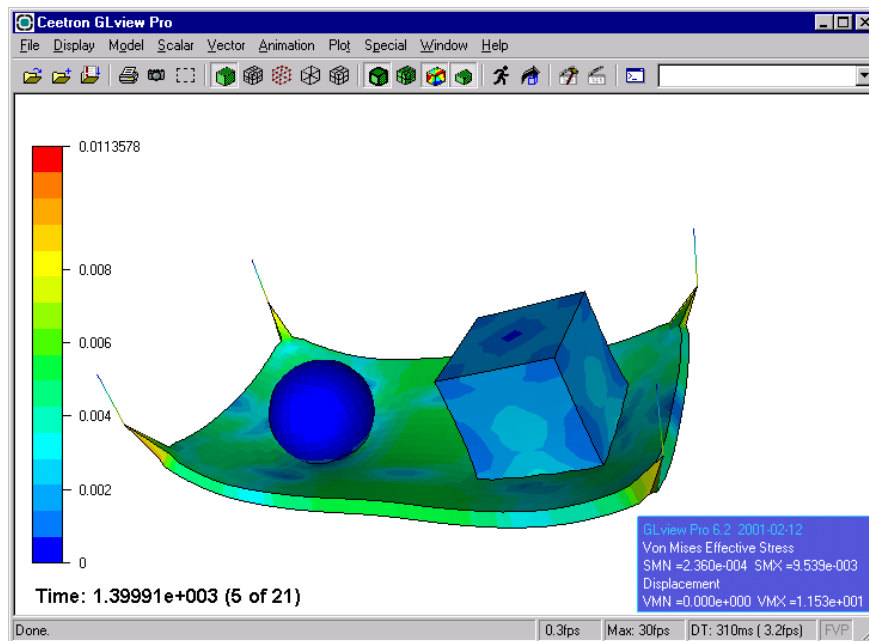 Ceetron GLview Pro
File Display Model Scalar Vector Animation Plot Special Window Help
0.0113578
0.008
0.006
0.004
0.002
0
GLview Pro 6.2 2001-02-12
Von Mises Effective Stress
SMN =2.360e-004 SMX =9.539e-003
Displacement
VMN =0.000e+000 VMX =1.153e+001
Time: 1.39991e+003 (5 of 21)
Done. 0.3fps Max: 30fps DT: 310ms ( 3.2fps) FVP